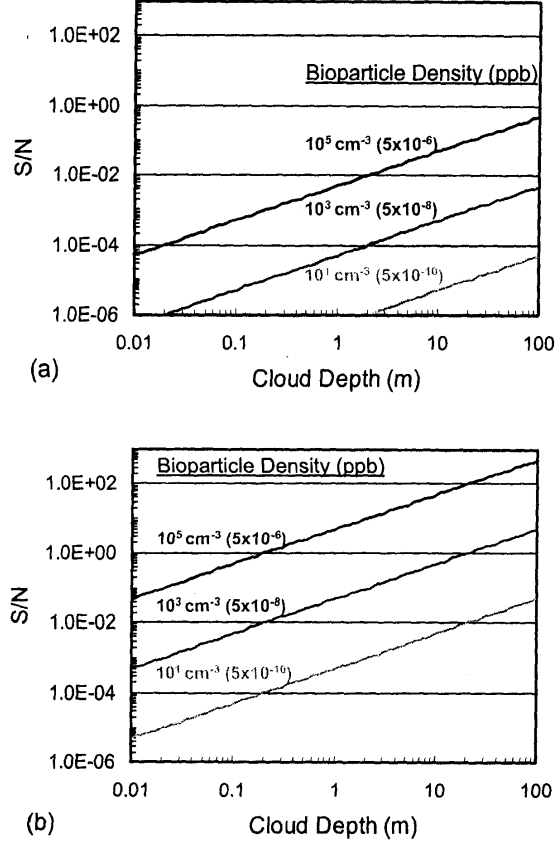 1.0E+02
Bioparticle Density (ppb)
1.0E+00
10⁵ cm⁻³ (5x10⁻⁶)
S/N
1.0E-02
10³ cm⁻³ (5x10⁻⁸)
1.0E-04
10¹ cm⁻³ (5x10⁻¹⁰)
1.0E-06
0.01 0.1 1 10 100
(a)
Cloud Depth (m)
Bioparticle Density (ppb)
1.0E+02
10⁵ cm⁻³ (5x10⁻⁶)
1.0E+00
S/N
10³ cm⁻³ (5x10⁻⁸)
1.0E-02
10¹ cm⁻³ (5x10⁻¹⁰)
1.0E-04
1.0E-06
0.01 0.1 1 10 100
(b)
Cloud Depth (m)